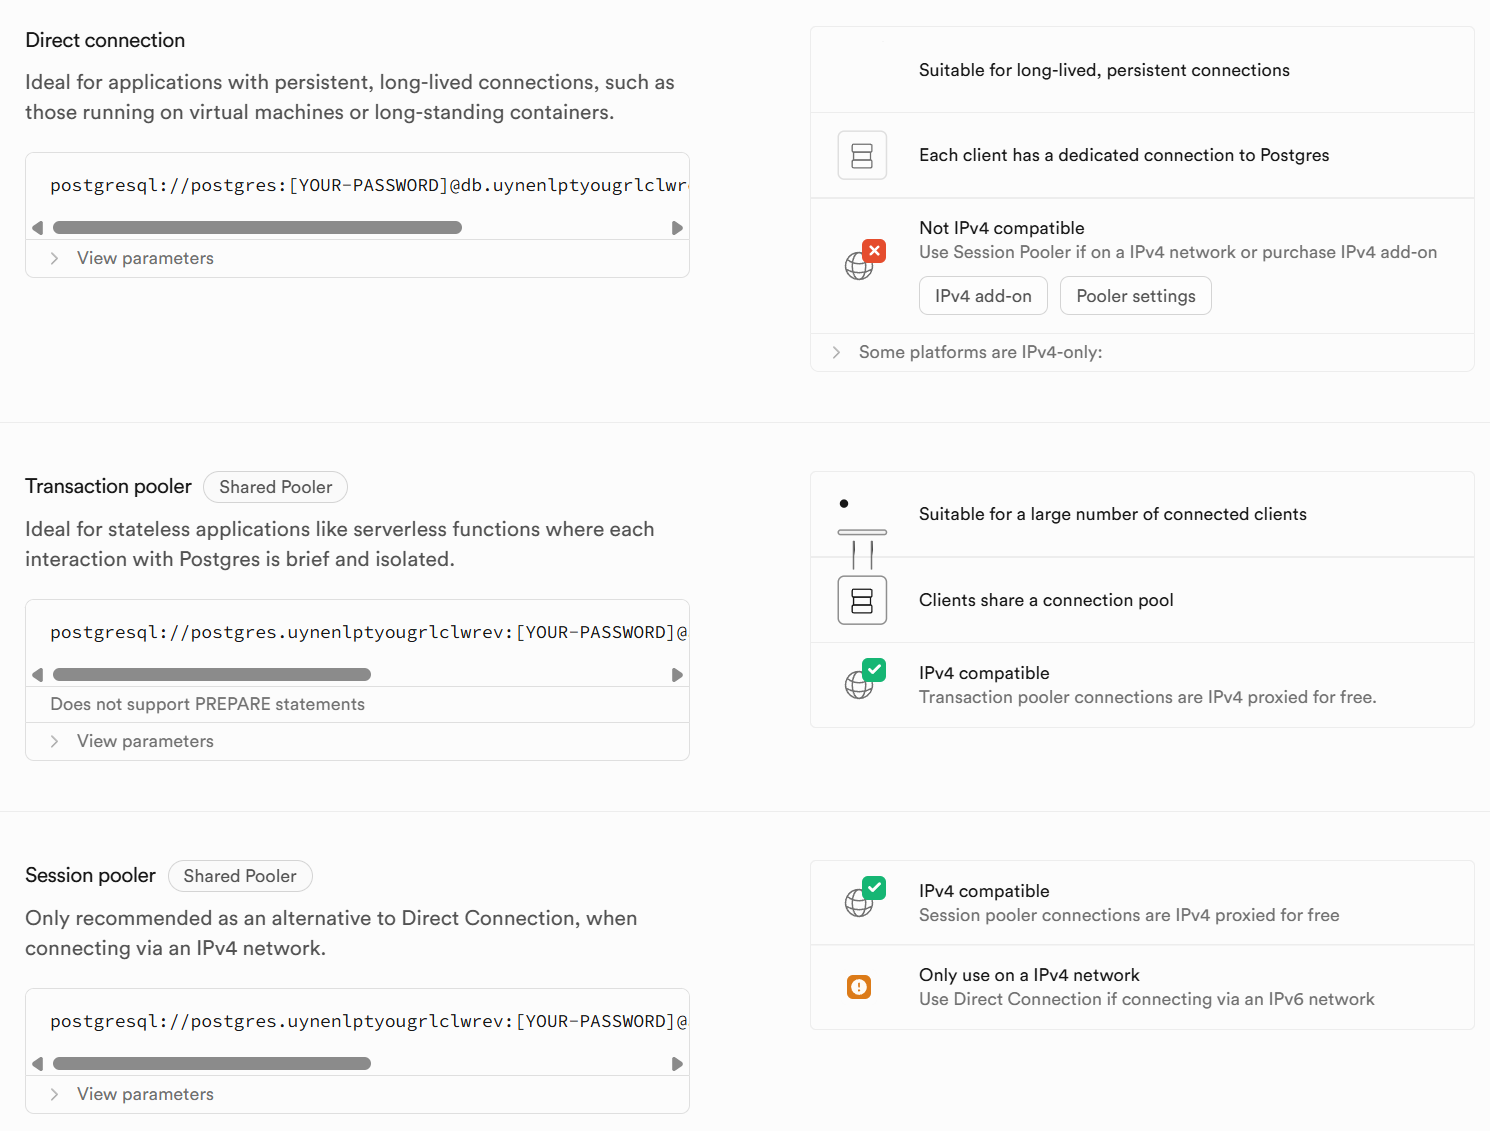 Direct connection
Ideal for applications with persistent, long-lived connections, such as
those running on virtual machines or long-standing containers.
postgresql://postgres:[YOUR-PASSWORD]@db.uynenlptyougrlclwr
View parameters
Suitable for long-lived, persistent connections
Each client has a dedicated connection to Postgres
Not IPv4 compatible
Use Session Pooler if on a IPv4 network or purchase IPv4 add-on
IPv4 add-on
Pooler settings
Some platforms are IPv4-only:
Transaction pooler
Shared Pooler
Ideal for stateless applications like serverless functions where each
interaction with Postgres is brief and isolated.
postgresql://postgres.uynenlptyougrlclwrev:[YOUR-PASSWORD]@
Does not support PREPARE statements
View parameters
Suitable for a large number of connected clients
Clients share a connection pool
IPv4 compatible
Transaction pooler connections are IPv4 proxied for free.
Session pooler
Shared Pooler
Only recommended as an alternative to Direct Connection, when
connecting via an IPv4 network.
postgresql://postgres.uynenlptyougrlclwrev:[YOUR-PASSWORD]@
View parameters
IPv4 compatible
Session pooler connections are IPv4 proxied for free
Only use on a IPv4 network
Use Direct Connection if connecting via an IPv6 network